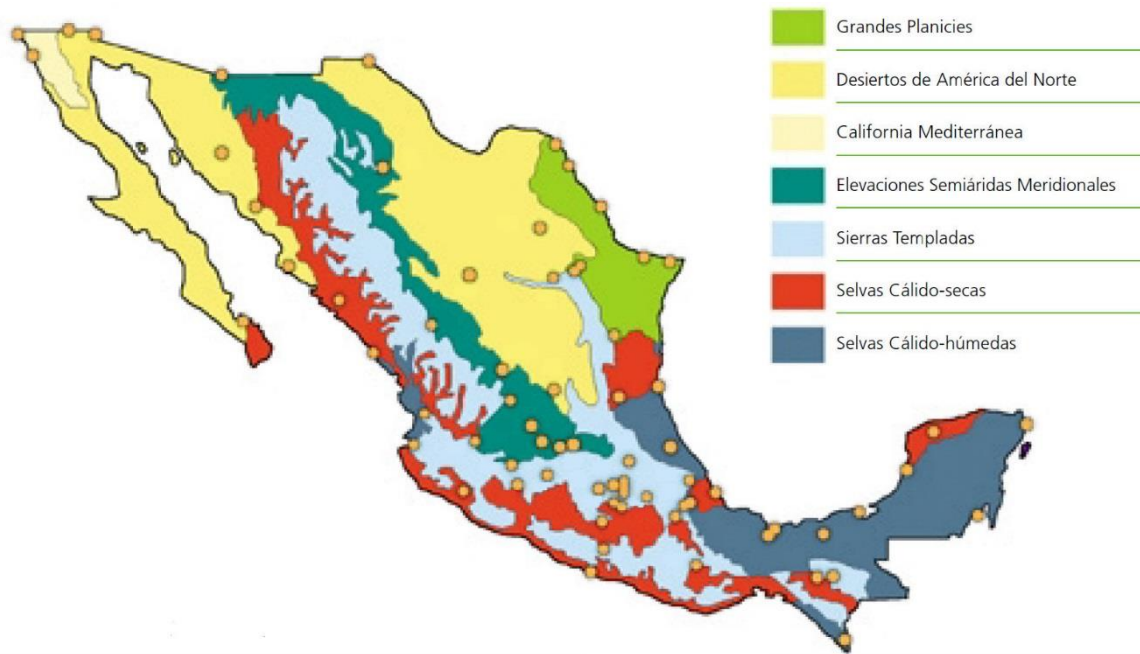 Grandes Planicies
Desiertos de América del Norte
California Mediterránea
Elevaciones Semiáridas Meridionales
Sierras Templadas
Selvas Cálido-secas
Selvas Cálido-húmedas